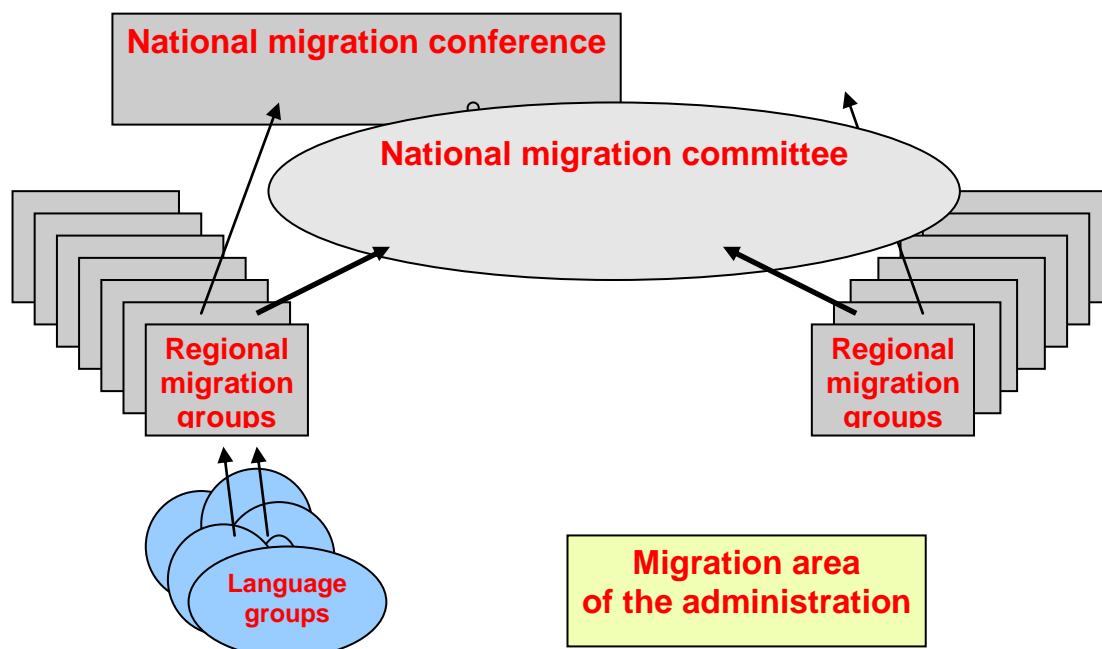 National migration conference
National migration committee
Regional
migration
groups
Regional
migration
groups
Language
groups
Migration area
of the administration